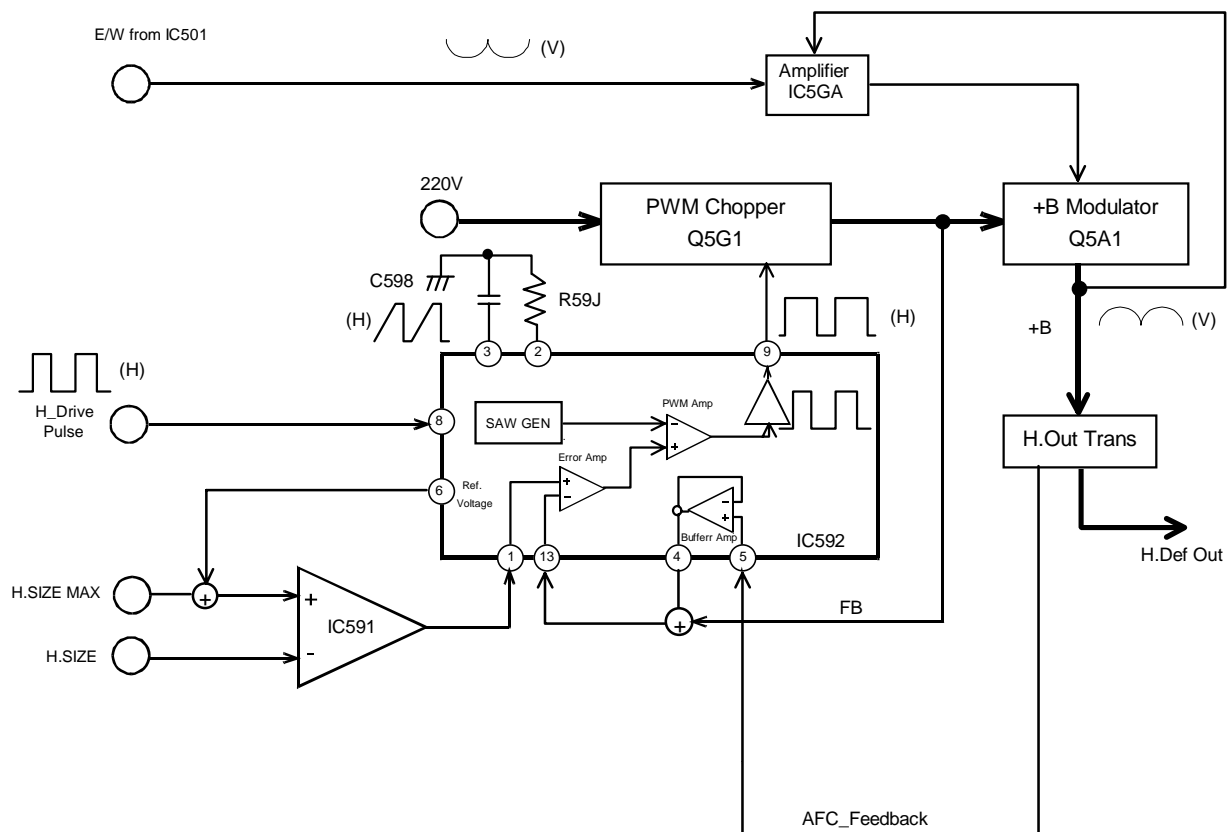 E/W from IC501
(V)
Amplifier
IC5GA
220V
PWM Chopper
Q5G1
+B Modulator
Q5A1
C598
R59J
(H)
(H)
+B
(V)
3
2
9
(H)
H_Drive
Pulse
8
SAW GEN
PWM Amp
-
+
H.Out Trans
Error Amp
+
-
6
Ref.
Voltage
-
+
Bufferr Amp
IC592
1
13
4
5
H.Def Out
H.SIZE MAX
+
+
IC591
FB
+
H.SIZE
-
AFC_Feedback